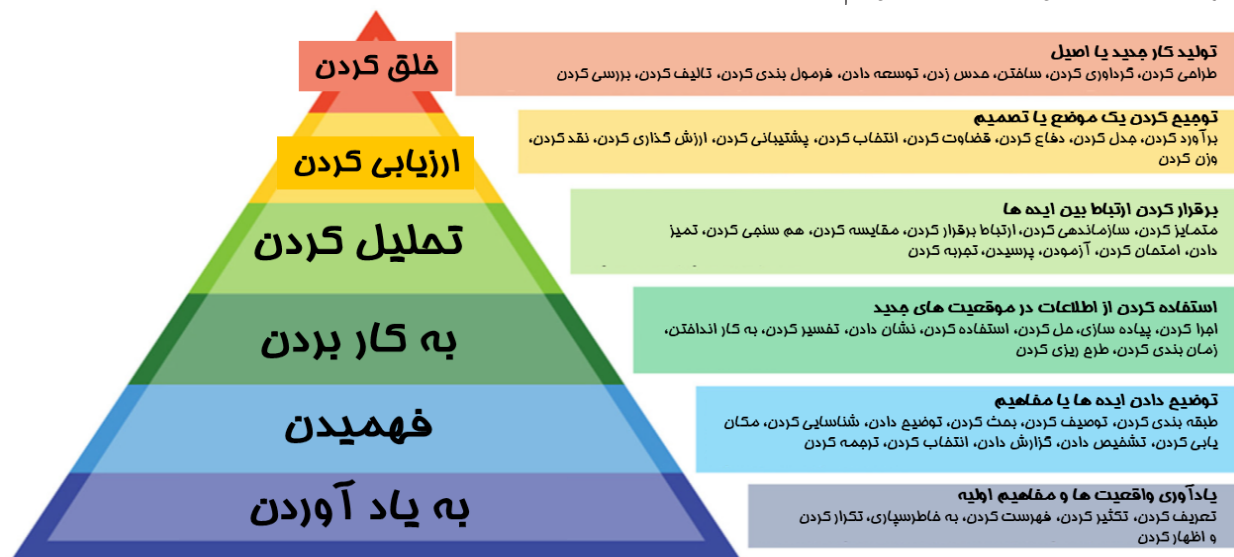 خلق کردن
تولید کار جدید یا اصیل
طراحی کردن، گرداوری کردن، ساختن، حدس زدن، توسعه دادن، فرمول بندی کردن، تالیف کردن، بررسی کردن
ارزیابی کردن
توجیح کردن یک موضع یا تصمیم
برآورد کردن، جدل کردن، دفاع کردن، قضاوت کردن، انتخاب کردن، پشتیبانی کردن، ارزش گذاری کردن، نقد کردن،
وزن کردن
تحلیل کردن
برقرار کردن ارتباط بین ایده ها
متمایز کردن، سازماندهی کردن، ارتباط برقرار کردن، مقایسه کردن، هم سنجی کردن، تمیز
دادن، امتحان کردن، آزمودن، پرسیدن، تجربه کردن
به کار بردن
استفاده کردن از اطلاعات در موقعیت های جدید
اجرا کردن، پیاده سازی، حل کردن، استفاده کردن، نشان دادن، تفسیر کردن، به کار انداختن،
زمان بندی کردن، طرح ریزی کردن
فهمیدن
توضیح دادن ایده ها یا مفاهیم
طبقه بندی کردن، توصیف کردن، بحث کردن، توضیح دادن، شناسایی کردن، مکان
یابی کردن، تشخیص دادن، گزارش دادن، انتخاب کردن، ترجمه کردن
به یاد آوردن
یادآوری واقعیت ها و مفاهیم اولیه
تعریف کردن، تکثیر کردن، فهرست کردن، به خاطرسپاری، تکرار کردن
و اظهار کردن